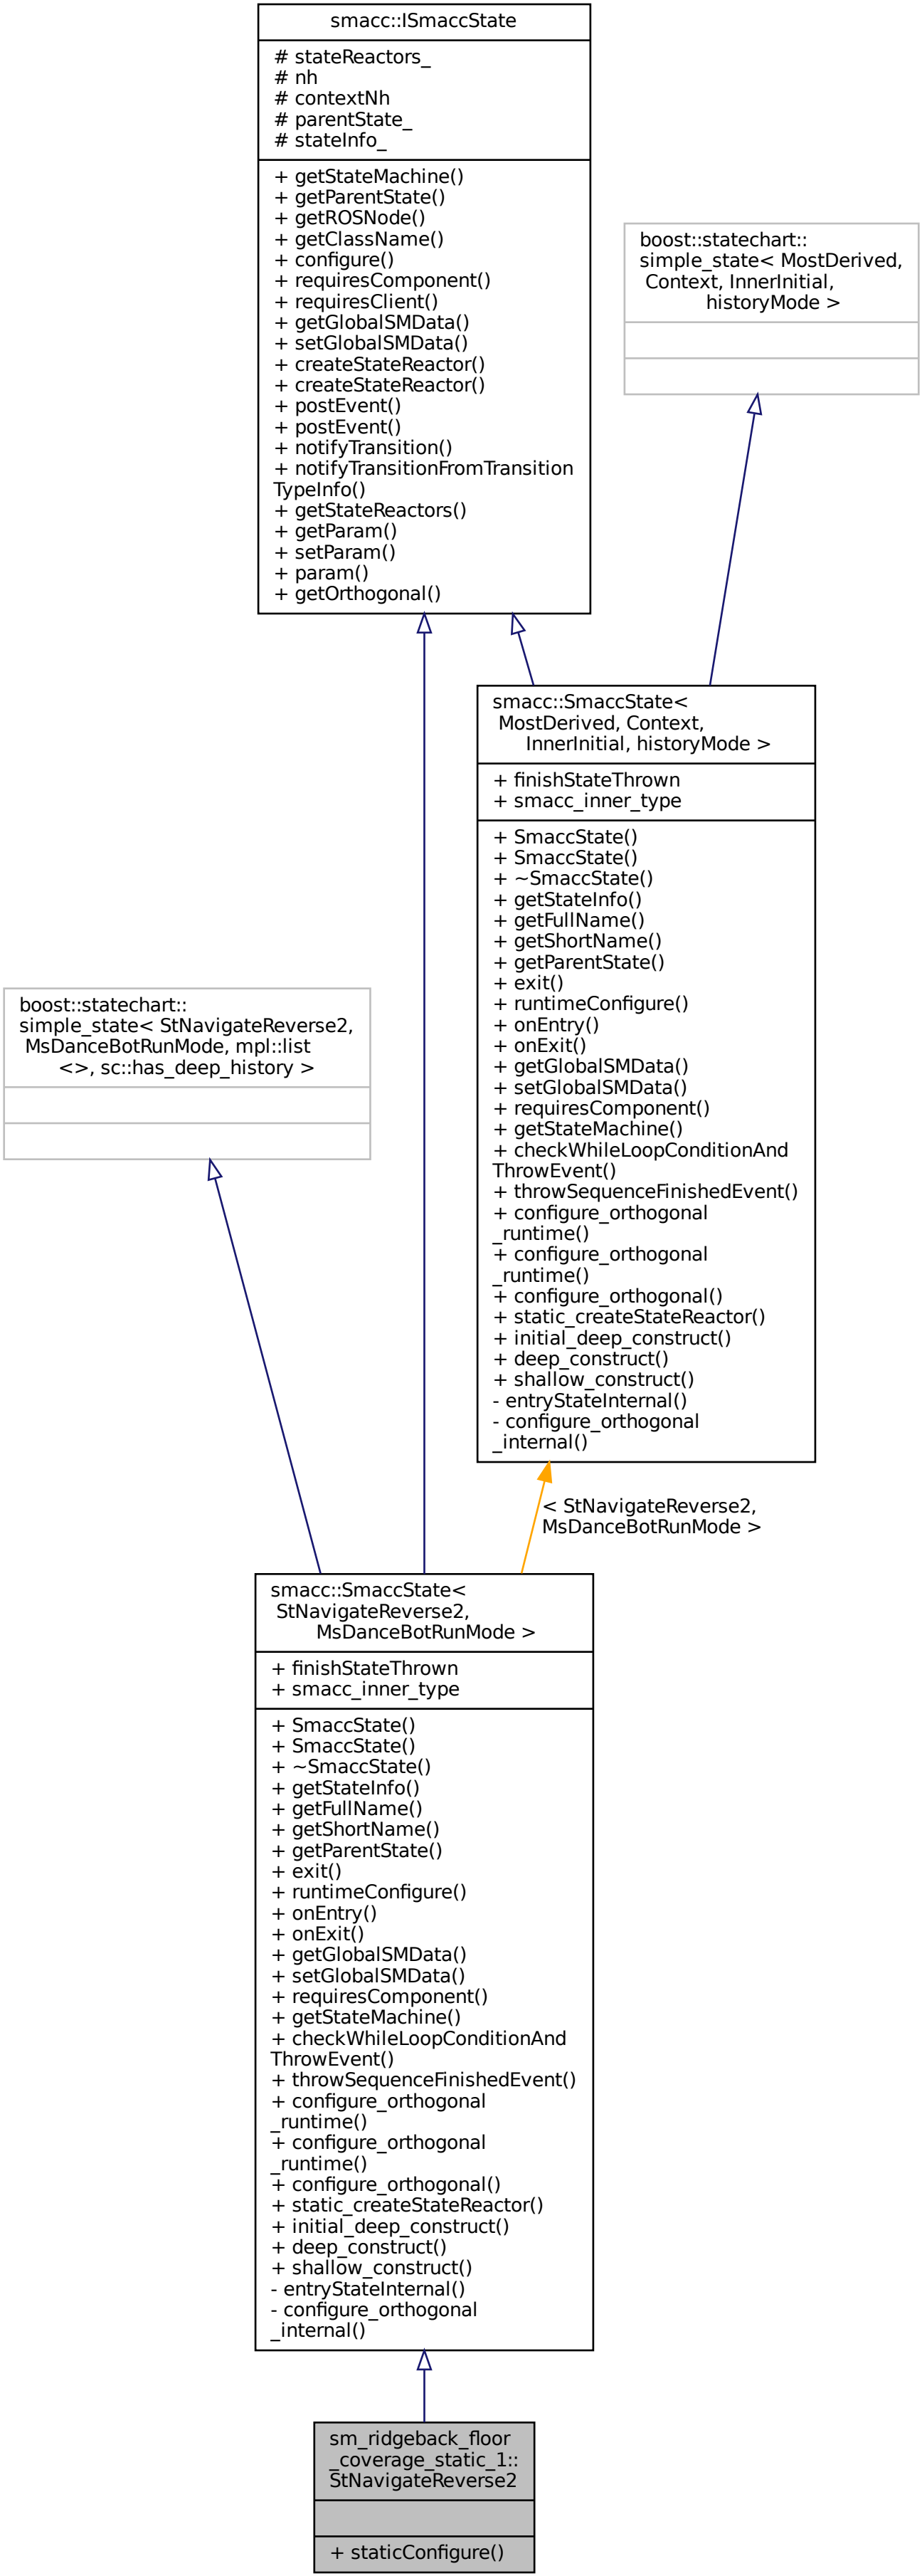 smacc::ISmaccState
# stateReactors_
# nh
# contextNh
# parentState_
# stateInfo_
+ getStateMachine()
+ getParentState()
+ getROSNode()
+ getClassName()
+ configure()
+ requiresComponent()
+ requiresClient()
+ getGlobalSMData()
+ setGlobalSMData()
+ createStateReactor()
+ createStateReactor()
+ postEvent()
+ postEvent()
+ notifyTransition()
+ notifyTransitionFromTransition
TypeInfo()
+ getStateReactors()
+ getParam()
+ setParam()
+ param()
+ getOrthogonal()
boost::statechart::
simple_state< MostDerived,
Context, InnerInitial,
historyMode >
smacc::SmaccState<
MostDerived, Context,
InnerInitial, historyMode >
+ finishStateThrown
+ smacc_inner_type
+ SmaccState()
+ SmaccState()
+ ~SmaccState()
+ getStateInfo()
+ getFullName()
+ getShortName()
+ getParentState()
+ exit()
+ runtimeConfigure()
+ onEntry()
+ onExit()
+ getGlobalSMData()
+ setGlobalSMData()
+ requiresComponent()
+ getStateMachine()
+ checkWhileLoopConditionAnd
ThrowEvent()
+ throwSequenceFinishedEvent()
+ configure_orthogonal
_runtime()
+ configure_orthogonal
_runtime()
+ configure_orthogonal()
+ static_createStateReactor()
+ initial_deep_construct()
+ deep_construct()
+ shallow_construct()
- entryStateInternal()
- configure_orthogonal
_internal()
boost::statechart::
simple_state< StNavigateReverse2,
MsDanceBotRunMode, mpl::list
<>, sc::has_deep_history >
< StNavigateReverse2,
MsDanceBotRunMode >
smacc::SmaccState<
StNavigateReverse2,
MsDanceBotRunMode >
+ finishStateThrown
+ smacc_inner_type
+ SmaccState()
+ SmaccState()
+ ~SmaccState()
+ getStateInfo()
+ getFullName()
+ getShortName()
+ getParentState()
+ exit()
+ runtimeConfigure()
+ onEntry()
+ onExit()
+ getGlobalSMData()
+ setGlobalSMData()
+ requiresComponent()
+ getStateMachine()
+ checkWhileLoopConditionAnd
ThrowEvent()
+ throwSequenceFinishedEvent()
+ configure_orthogonal
_runtime()
+ configure_orthogonal
_runtime()
+ configure_orthogonal()
+ static_createStateReactor()
+ initial_deep_construct()
+ deep_construct()
+ shallow_construct()
- entryStateInternal()
- configure_orthogonal
_internal()
sm_ridgeback_floor
_coverage_static_1::
StNavigateReverse2
+ staticConfigure()